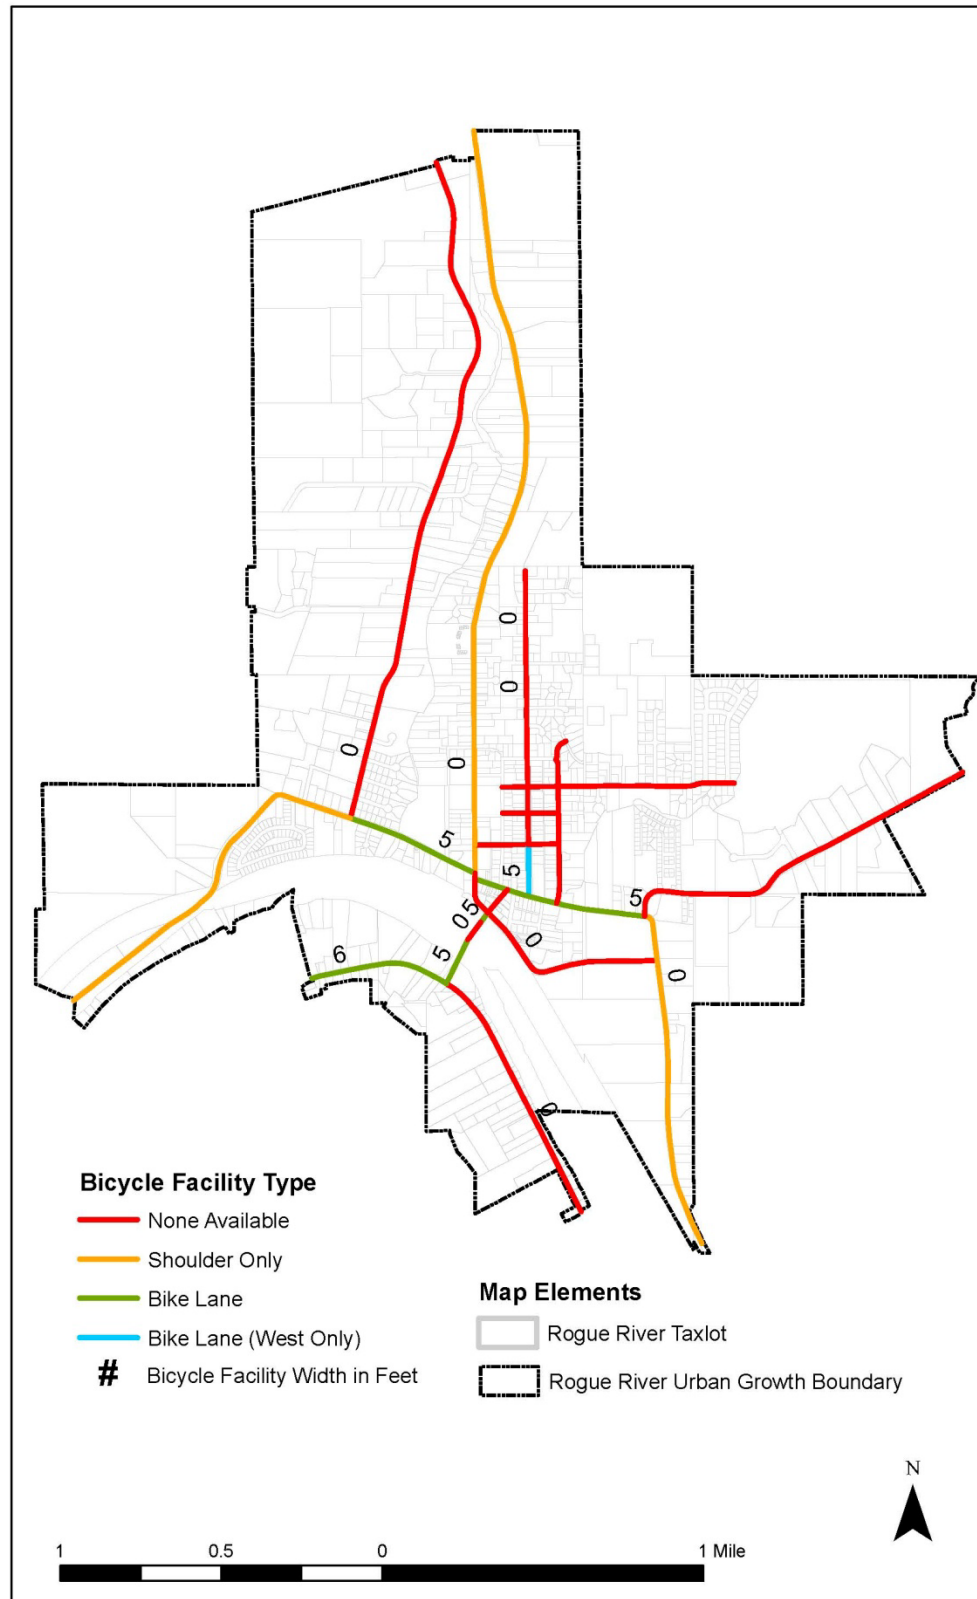 0
0
0
0
5
5
5
5
0
0
5
6
0
0
Bicycle Facility Type
None Available
Shoulder Only
Bike Lane
Bike Lane (West Only)
# Bicycle Facility Width in Feet
Map Elements
Rogue River Taxlot
Rogue River Urban Growth Boundary
N
1 0.5 0 1 Mile